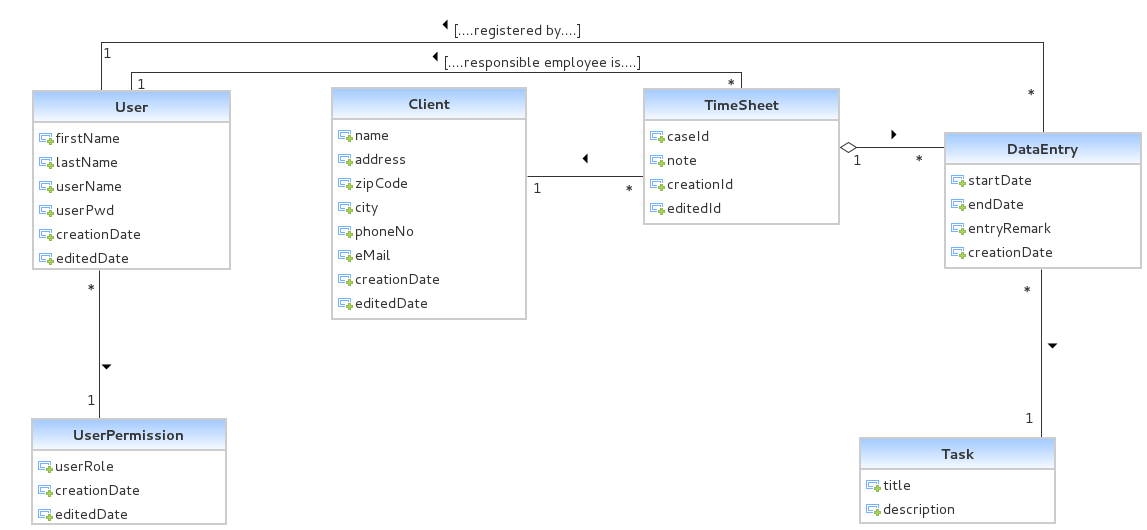 [....registered by....]
1
[....responsible employee is....]
1
*
*
User
firstName
lastName
userName
userPwd
creationDate
editedDate
Client
name
address
zipCode
city
phoneNo
eMail
creationDate
editedDate
1
*
TimeSheet
caseId
note
creationId
editedId
1
*
DataEntry
startDate
endDate
entryRemark
creationDate
*
1
UserPermission
userRole
creationDate
editedDate
*
1
Task
title
description